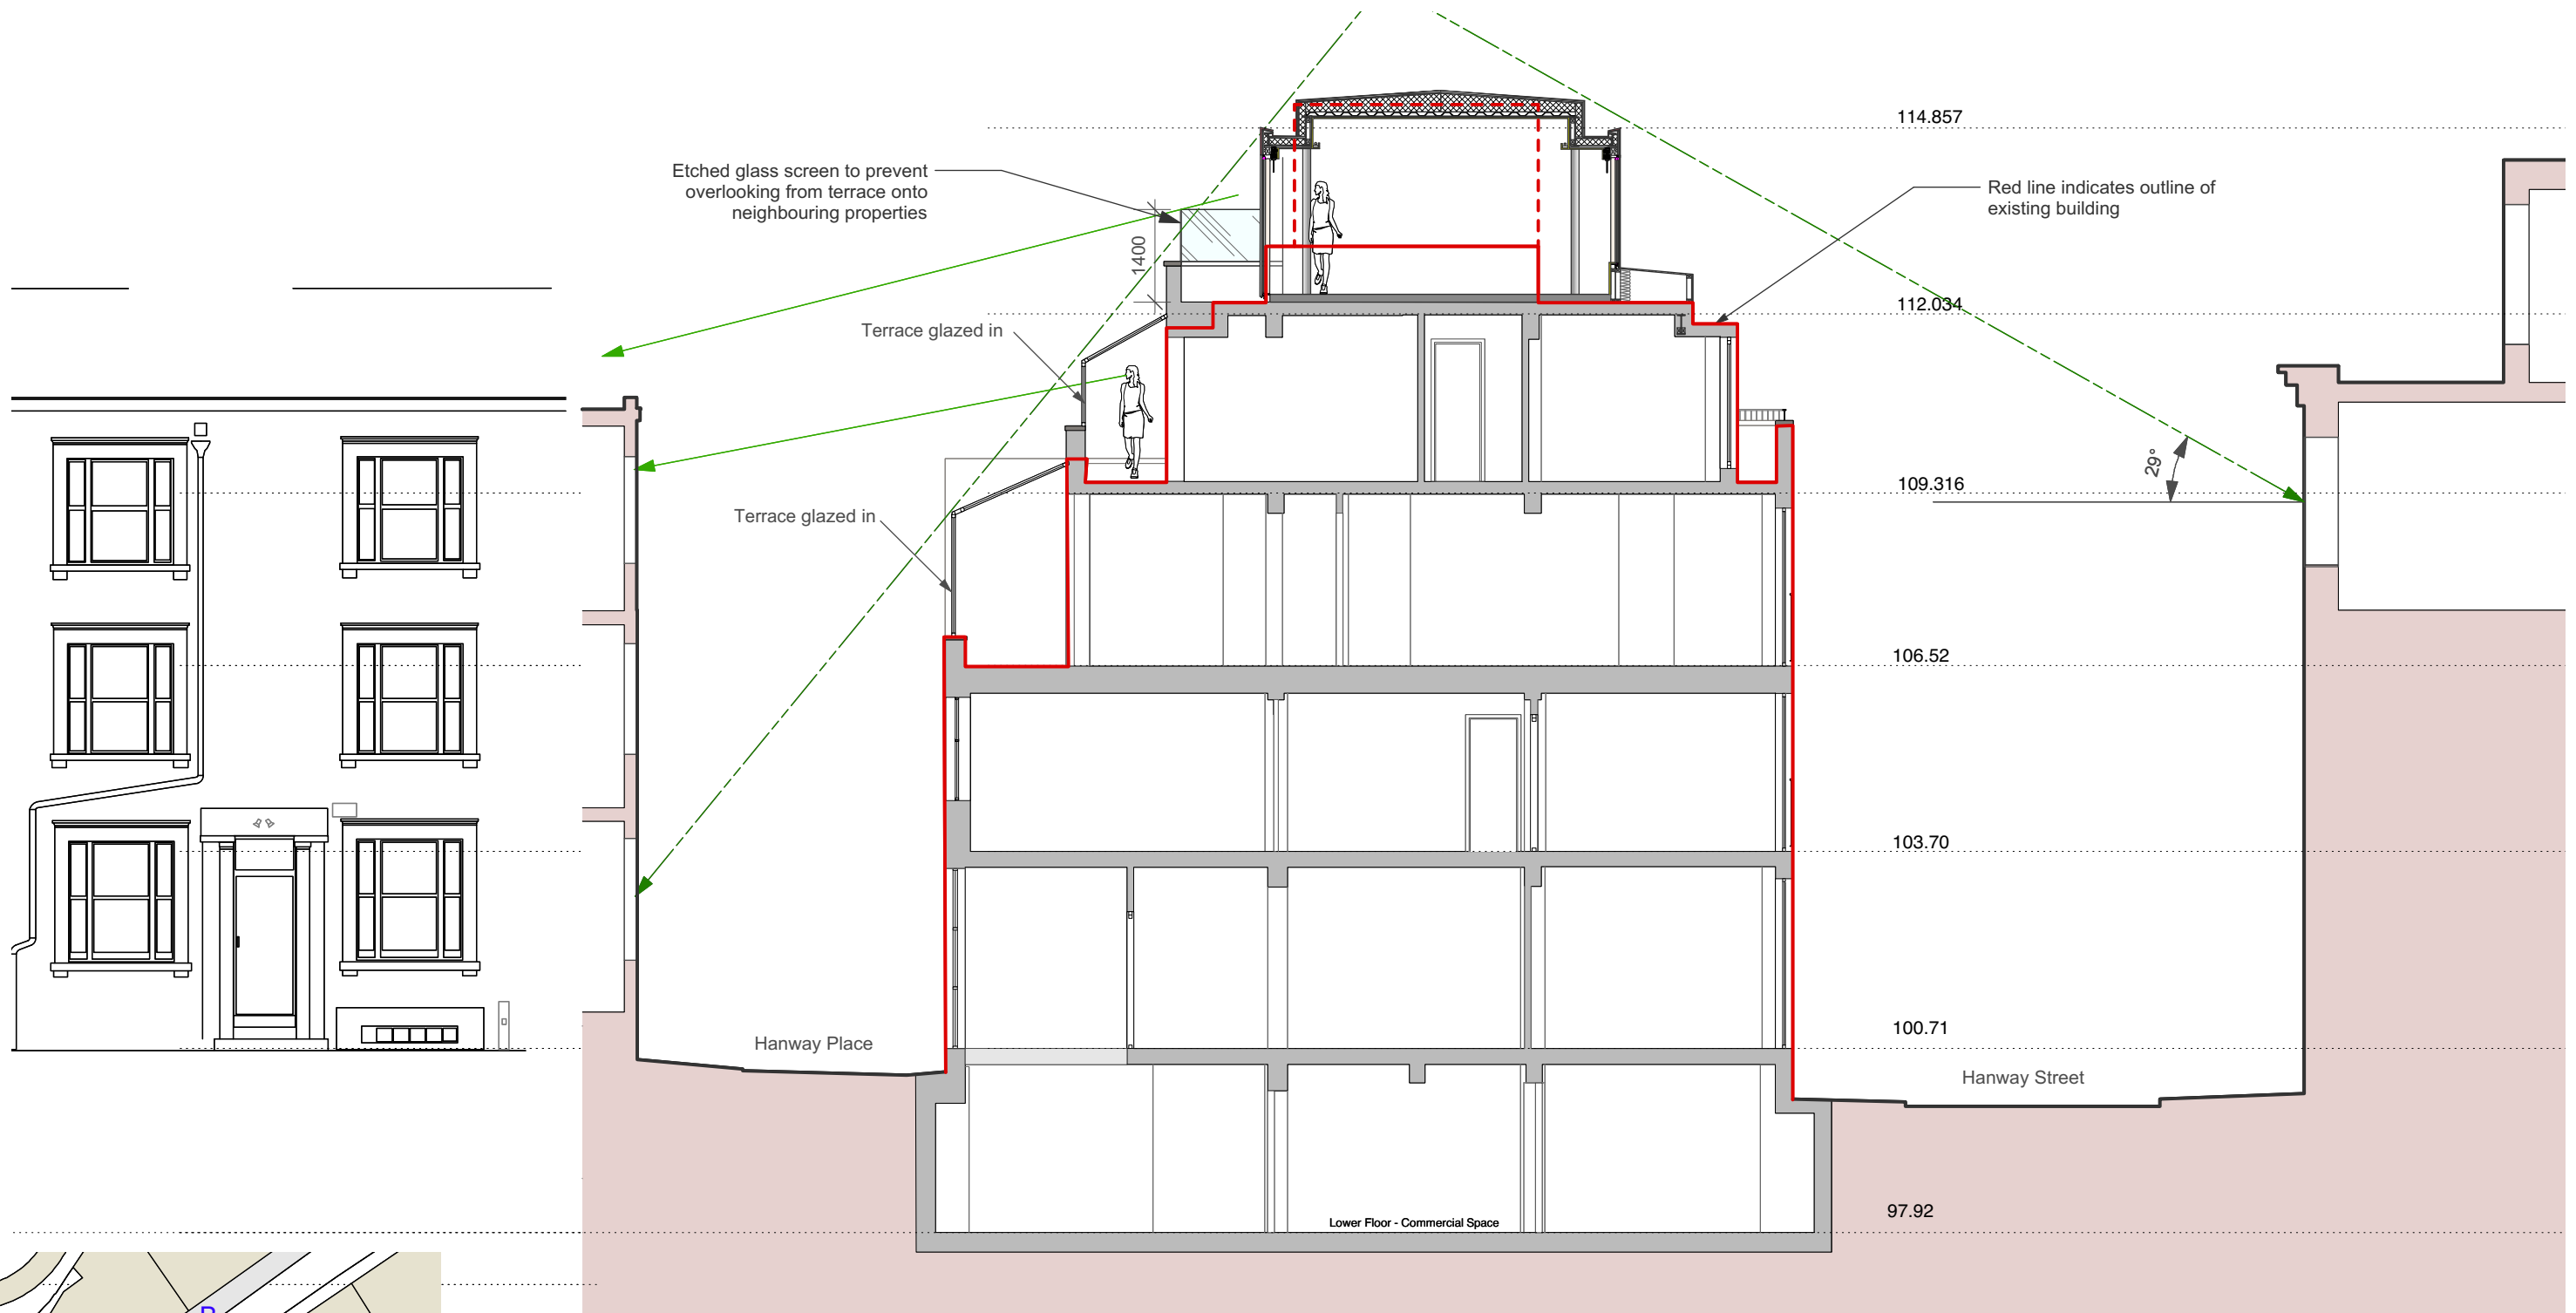 114.857
Etched glass screen to prevent
overlooking from terrace onto
neighbouring properties
Red line indicates outline of
existing building
1400
112.034
Terrace glazed in
29°
109.316
Terrace glazed in
106.52
103.70
100.71
Hanway Place
Hanway Street
97.92
Lower Floor - Commercial Space